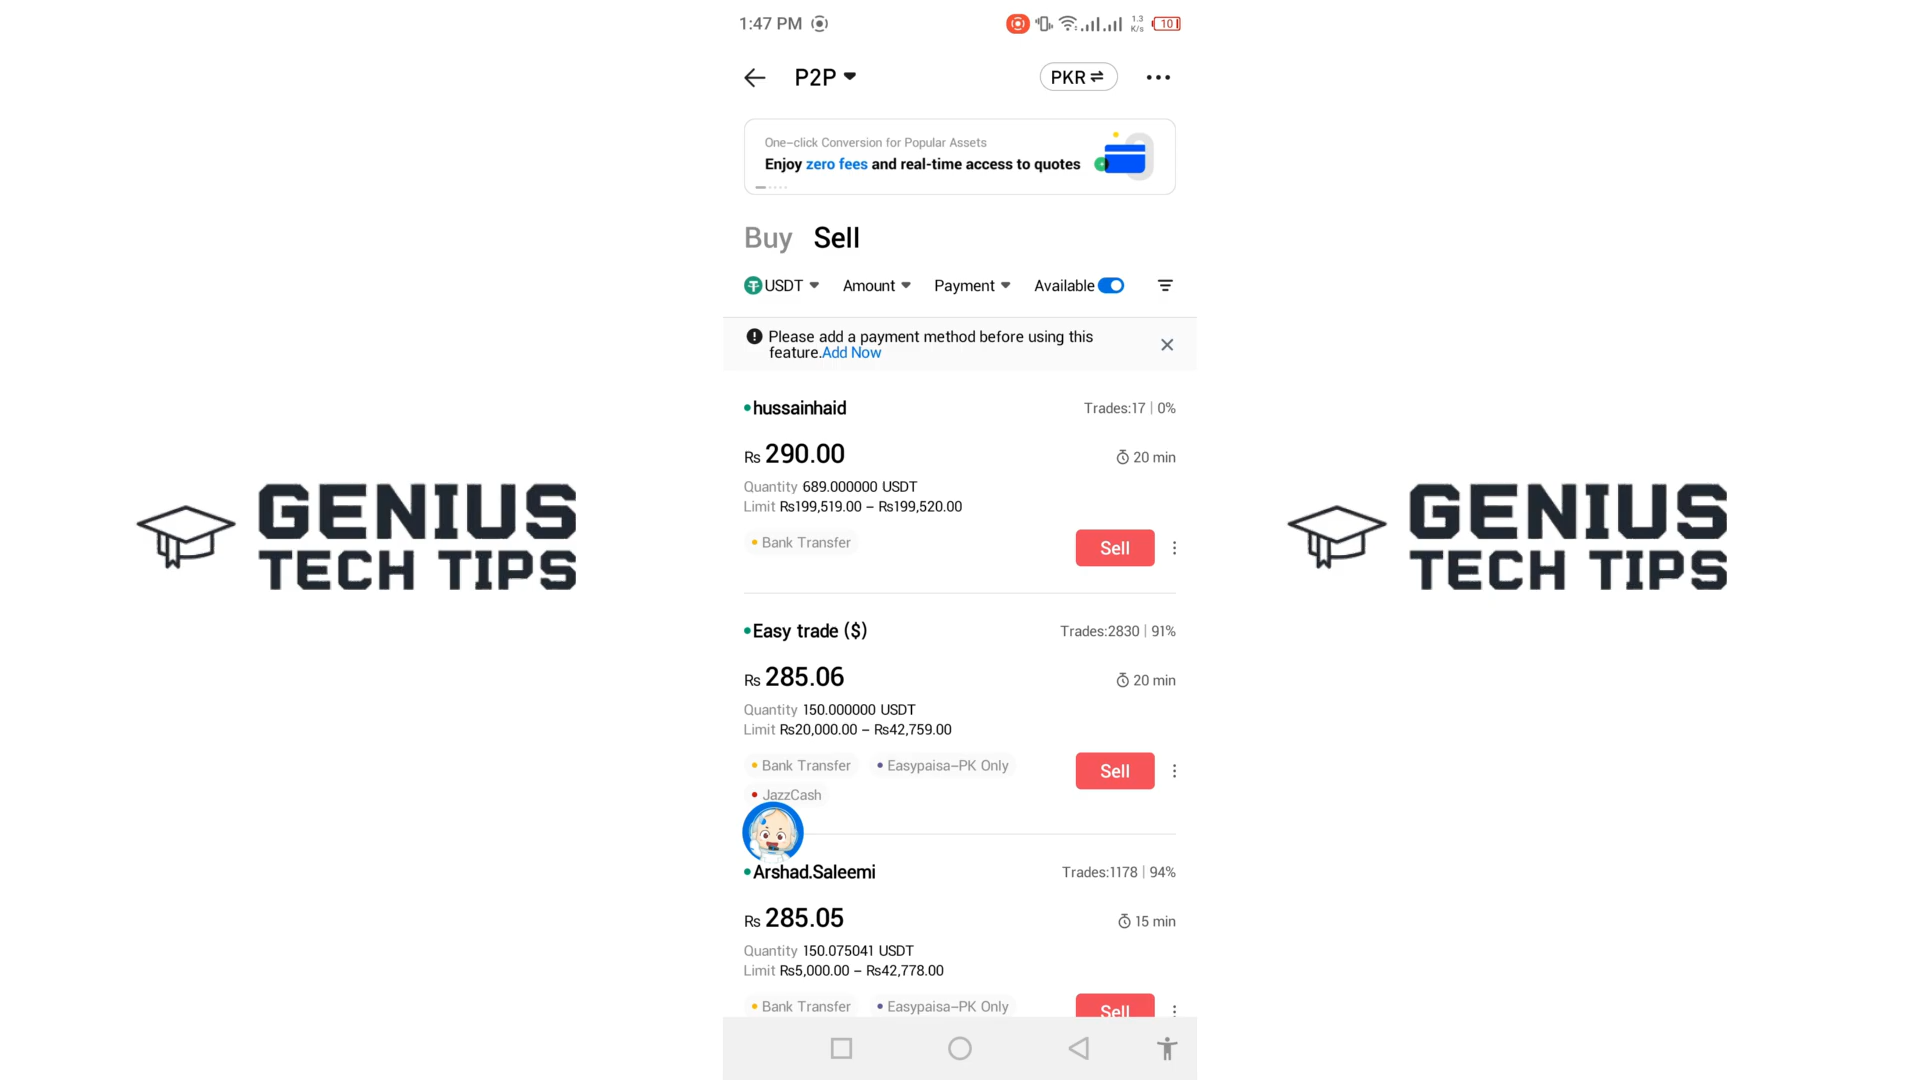 1:47 PM
1.3
K/s
10
P2P
PKR
One-click Conversion for Popular Assets
Enjoy zero fees and real-time access to quotes
Buy Sell
USDT Amount Payment Available
Please add a payment method before using this
feature.Add Now
hussainhaid Trades:17 | 0%
Rs 290.00 20 min
Quantity 689.000000 USDT
Limit Rs199,519.00 – Rs199,520.00
Bank Transfer
Sell
Easy trade ($) Trades:2830 | 91%
Rs 285.06 20 min
Quantity 150.000000 USDT
Limit Rs20,000.00 – Rs42,759.00
Bank Transfer Easypaisa-PK Only
Sell
JazzCash
Arshad.Saleemi Trades:1178 | 94%
Rs 285.05 15 min
Quantity 150.075041 USDT
Limit Rs5,000.00 – Rs42,778.00
Bank Transfer Easypaisa-PK Only
Sell
GENIUS
TECH TIPS
GENIUS
TECH TIPS